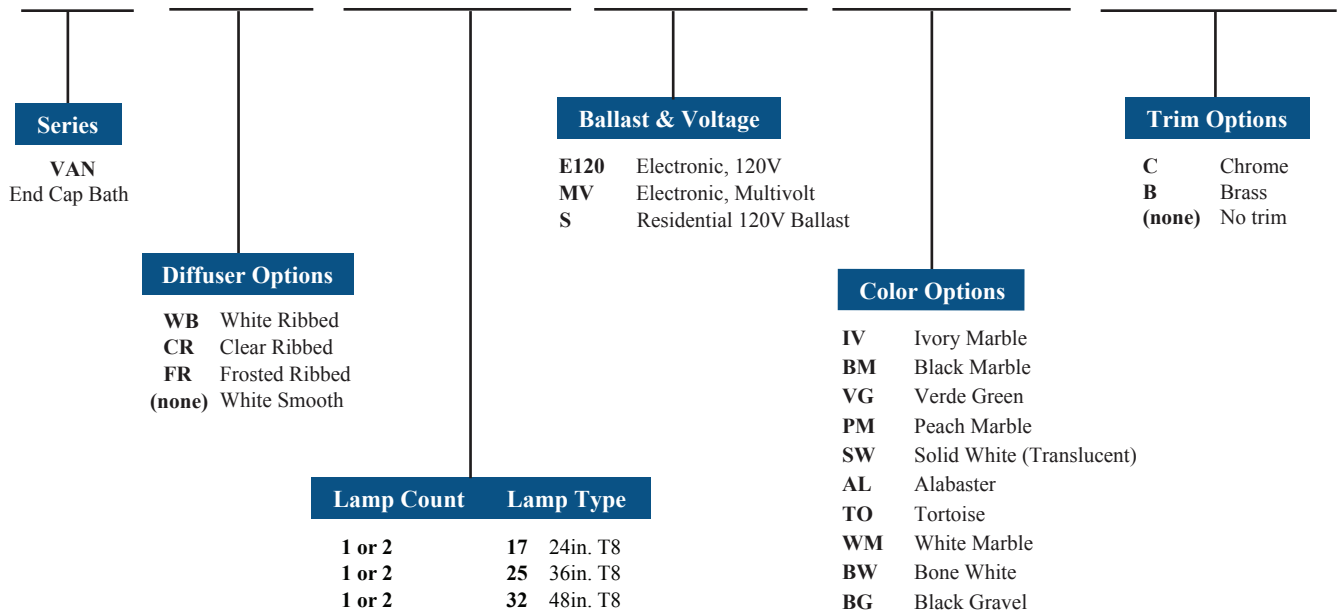 Series
VAN
End Cap Bath
Diffuser Options
WB White Ribbed
CR Clear Ribbed
FR Frosted Ribbed
(none) White Smooth
Lamp Count Lamp Type
1 or 2 17 24in. T8
1 or 2 25 36in. T8
1 or 2 32 48in. T8
Ballast & Voltage
E120 Electronic, 120V
MV Electronic, Multivolt
S Residential 120V Ballast
Color Options
IV Ivory Marble
BM Black Marble
VG Verde Green
PM Peach Marble
SW Solid White (Translucent)
AL Alabaster
TO Tortoise
WM White Marble
BW Bone White
BG Black Gravel
Trim Options
C Chrome
B Brass
(none) No trim